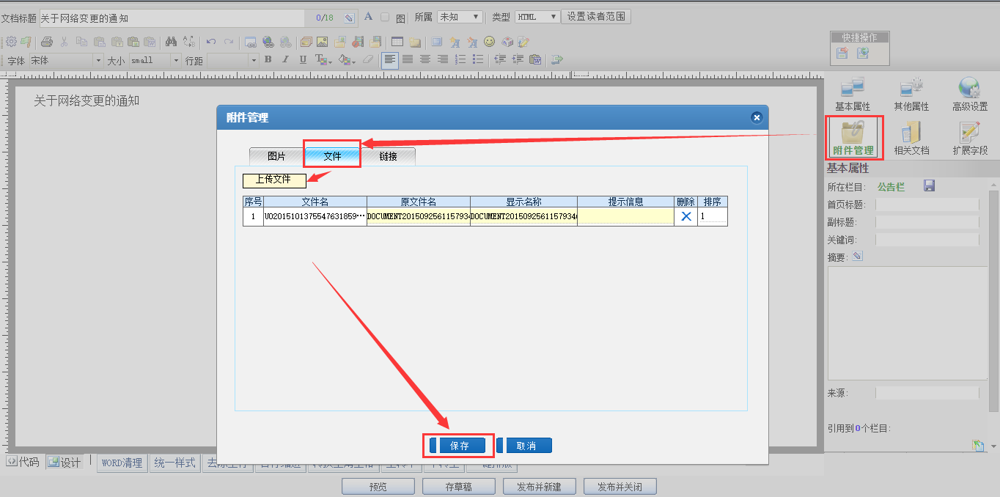 文档标题 关于网络变更的通知 0/18 A 图 所属 未知 类型 HTML 设置读者范围
快捷操作
字体 宋体 大小 small 行距 B I U
关于网络变更的通知
基本属性 其他属性 高级设置
附件管理 相关文档 扩展字段
基本属性
所在栏目: 公告栏
首页标题:
副标题:
关键词:
摘要:
来源:
引用到0个栏目:
附件管理
图片 文件 链接
上传文件
序号 文件名 原文件名 显示名称 提示信息 删除 排序
1 U02015101375547631859··· DOCUMENT2015092561157934 DOCUMENT20150925611579346 1
保存 取消
代码 设计 WORD清理 统一样式
预览 存草稿 发布并新建 发布并关闭